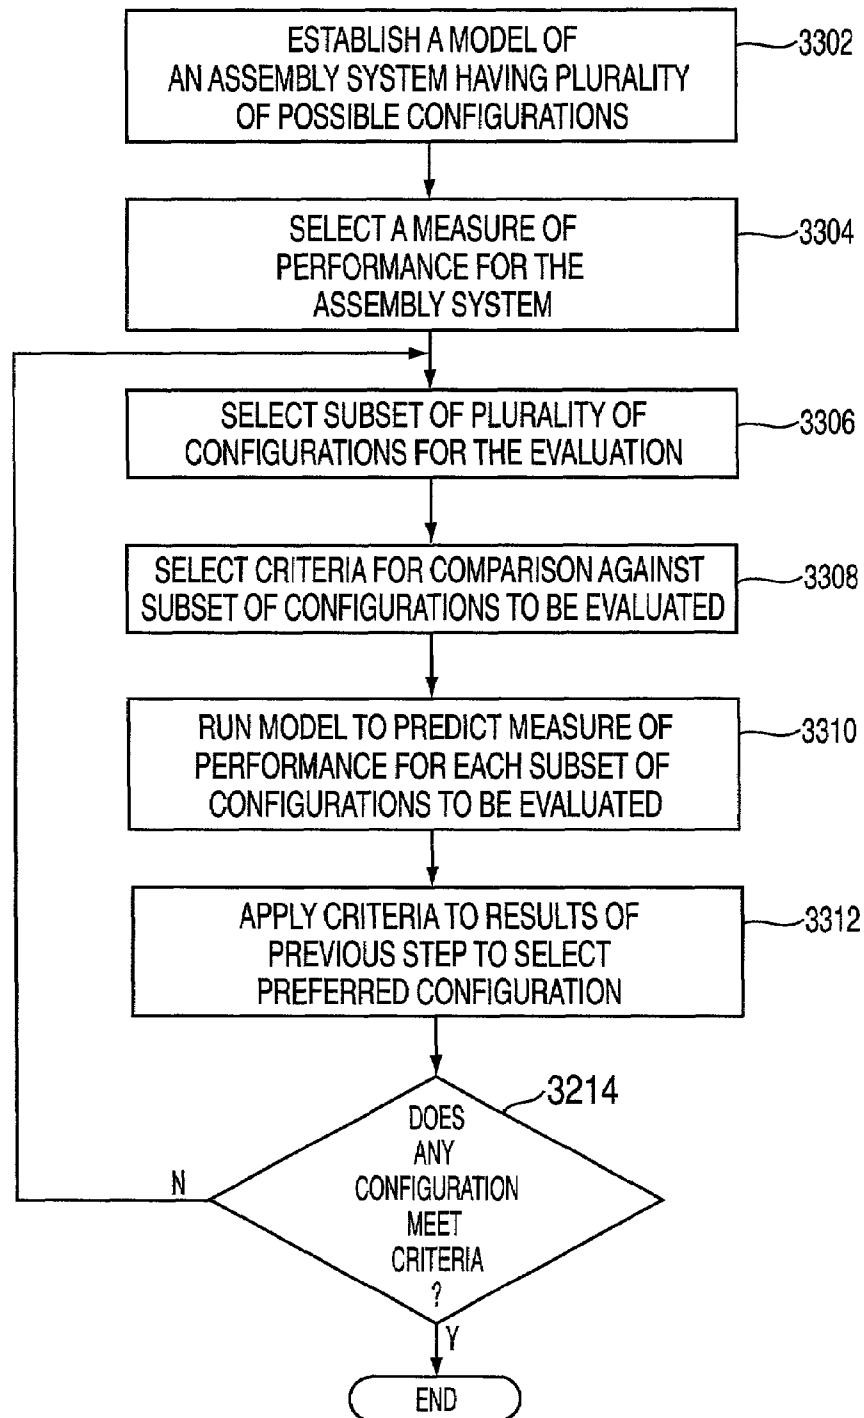 ESTABLISH A MODEL OF
AN ASSEMBLY SYSTEM HAVING PLURALITY
OF POSSIBLE CONFIGURATIONS
3302
SELECT A MEASURE OF
PERFORMANCE FOR THE
ASSEMBLY SYSTEM
3304
SELECT SUBSET OF PLURALITY OF
CONFIGURATIONS FOR THE EVALUATION
3306
SELECT CRITERIA FOR COMPARISON AGAINST
SUBSET OF CONFIGURATIONS TO BE EVALUATED
3308
RUN MODEL TO PREDICT MEASURE OF
PERFORMANCE FOR EACH SUBSET OF
CONFIGURATIONS TO BE EVALUATED
3310
APPLY CRITERIA TO RESULTS OF
PREVIOUS STEP TO SELECT
PREFERRED CONFIGURATION
3312
3214
DOES
ANY
CONFIGURATION
MEET
CRITERIA
?
N
Y
END